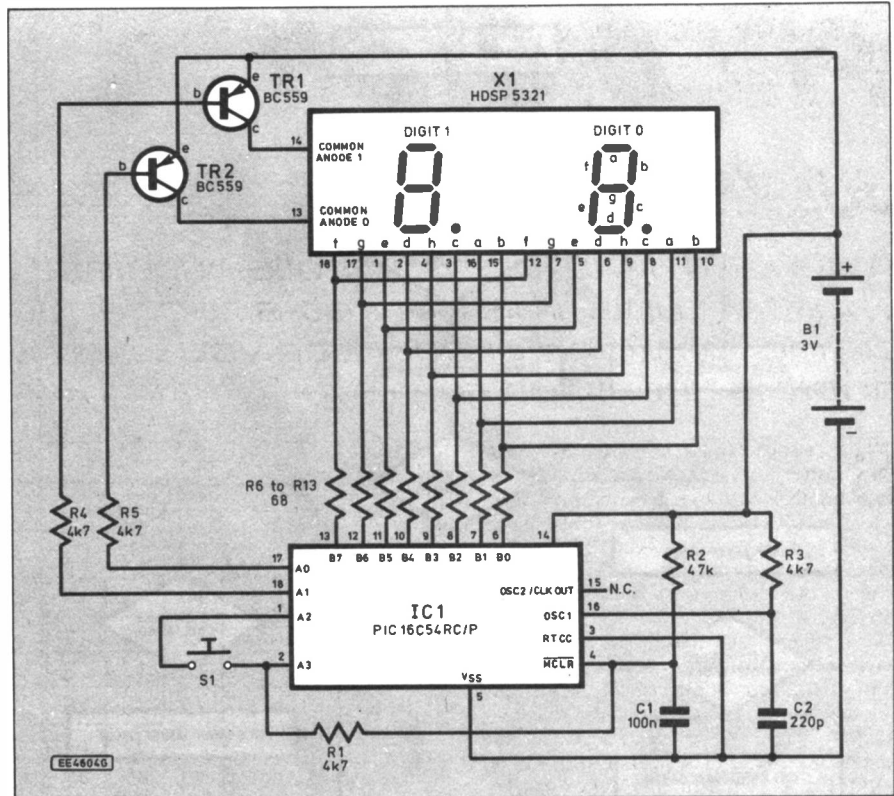 X1
HDSP 5321
TR1
BC559
b
e
c
TR2
BC559
b
e
c
14
COMMON
ANODE 1
13
COMMON
ANODE 0
DIGIT 1
DIGIT 0
a
f
b
g
e
c
d
f g e d h c a b f g e d h c a b
18 17 1 2 4 3 16 15 12 7 5 6 9 8 11 10
+
B1
3V
-
R6 to R13
68
R4
4k7
R5
4k7
R2
47k
R3
4k7
13 12 11 10 9 8 7 6 14
B7 B6 B5 B4 B3 B2 B1 B0
17
A0
18
A1
1
A2
2
A3
IC1
PIC16C54RC/P
OSC2/CLKOUT
15
N.C.
OSC1
16
RTCC
3
MCLR
4
VSS
5
S1
R1
4k7
C1
100n
C2
220p
EE4604G